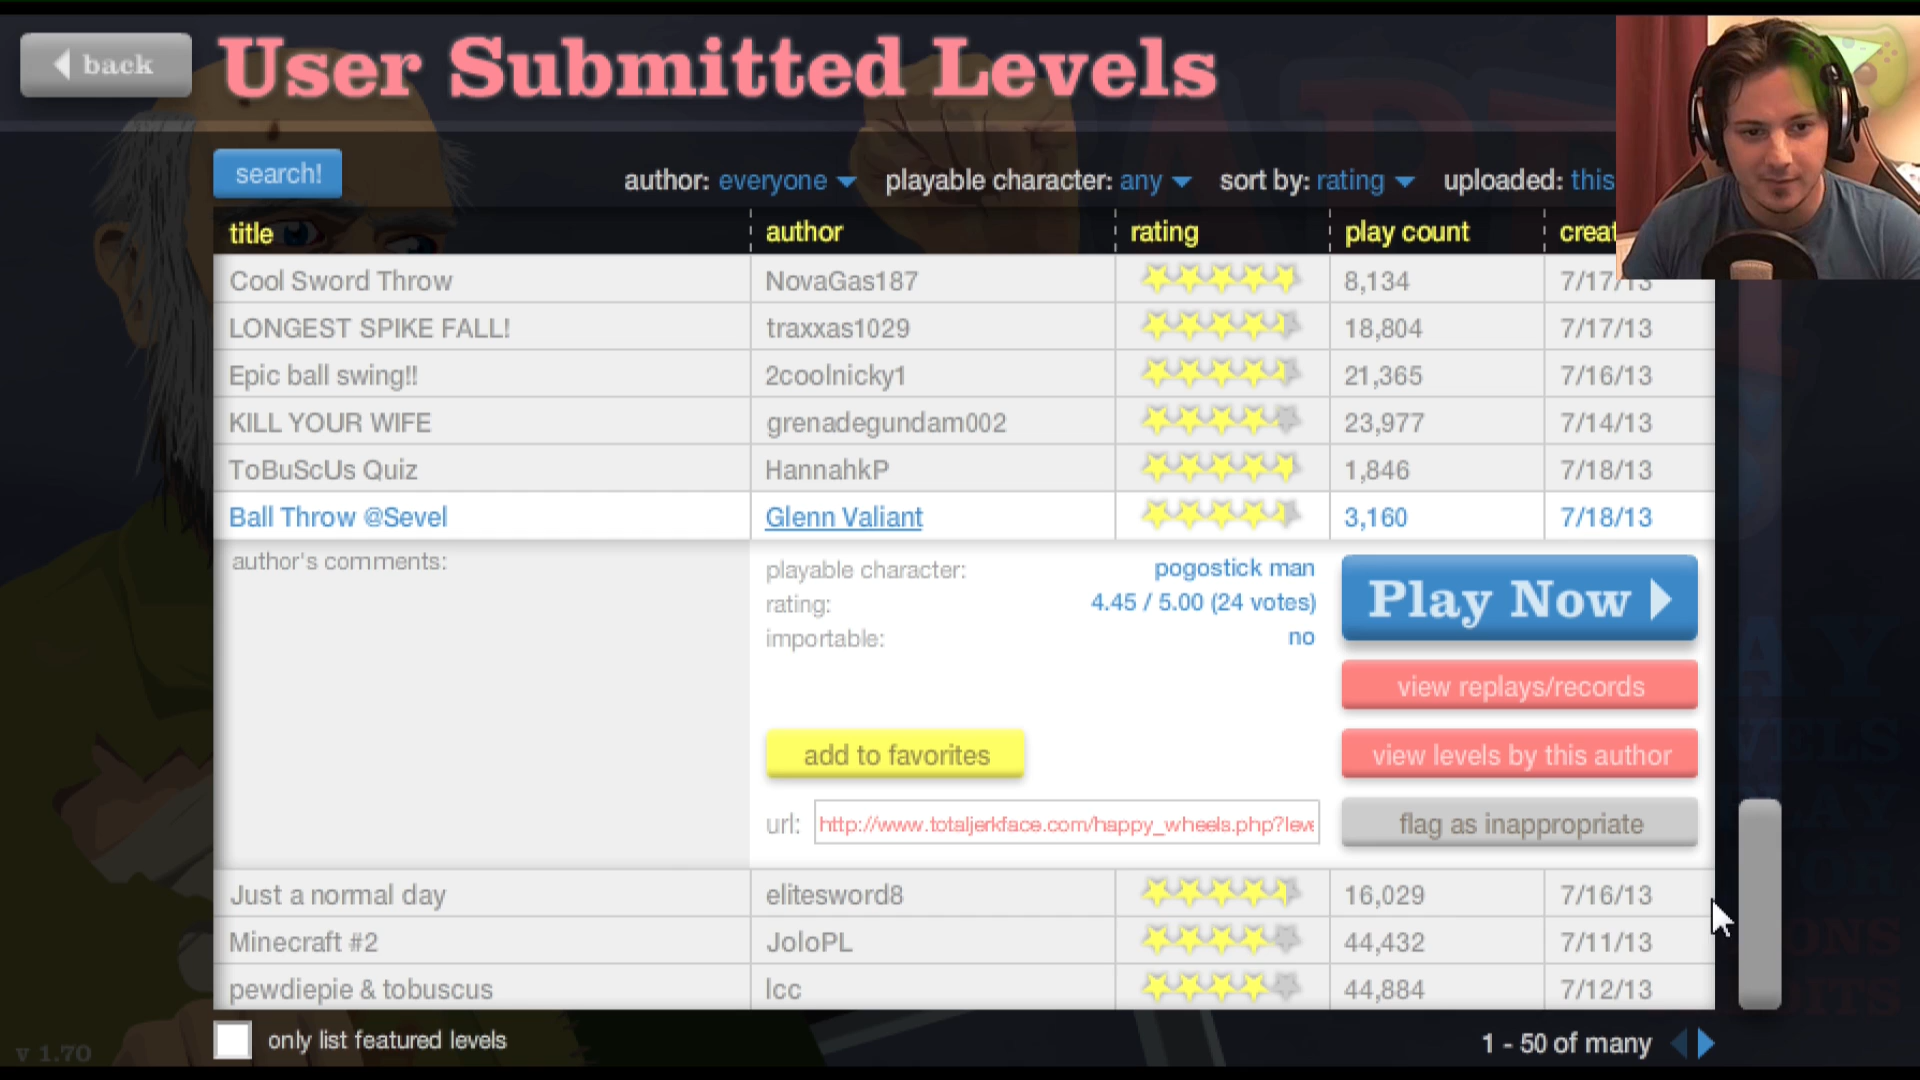 back
User Submitted Levels
search!
author: everyone playable character: any sort by: rating uploaded: this
title author rating play count creat
Cool Sword Throw NovaGas187 8,134 7/17/13
LONGEST SPIKE FALL! traxxas1029 18,804 7/17/13
Epic ball swing!! 2coolnicky1 21,365 7/16/13
KILL YOUR WIFE grenadegundam002 23,977 7/14/13
ToBuScUs Quiz HannahkP 1,846 7/18/13
Ball Throw @Sevel Glenn Valiant 3,160 7/18/13
author's comments:
playable character: pogostick man
rating: 4.45 / 5.00 (24 votes)
importable: no
Play Now
view replays/records
add to favorites
view levels by this author
url: http://www.totaljerkface.com/happy_wheels.php?leve
flag as inappropriate
Just a normal day elitesword8 16,029 7/16/13
Minecraft #2 JoloPL 44,432 7/11/13
pewdiepie & tobuscus lcc 44,884 7/12/13
only list featured levels
1 - 50 of many
v 1.70